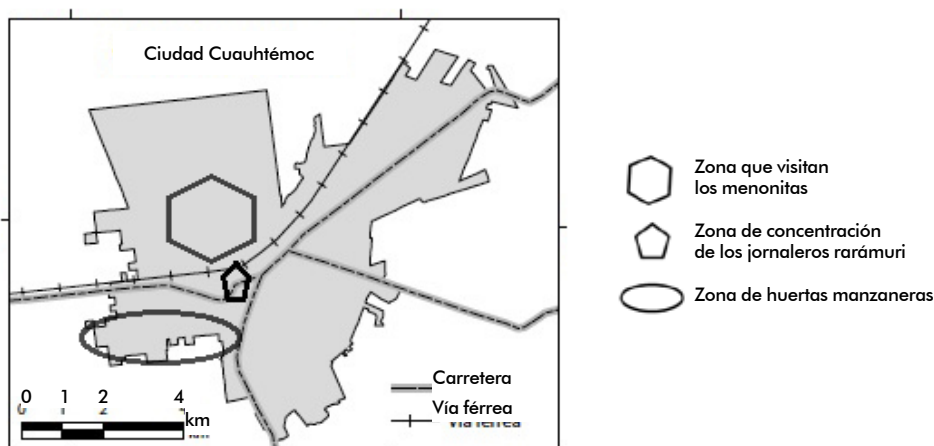 Ciudad Cuauhtémoc
Zona que visitan
los menonitas
Zona de concentración
de los jornaleros rarámuri
Zona de huertas manzaneras
Carretera
Vía férrea
0 1 2 4
km